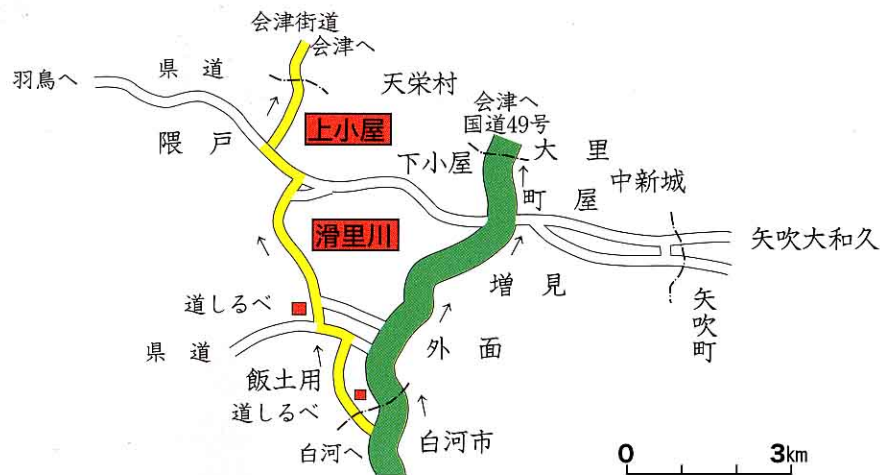 会津街道
会津へ
県道
羽鳥へ
天栄村
会津へ
国道49号
上小屋
隈戸
下小屋
大里
中新城
町屋
滑里川
矢吹大和久
増見
道しるべ
矢吹町
県道
外面
飯土用
道しるべ
白河へ
白河市
0
3km